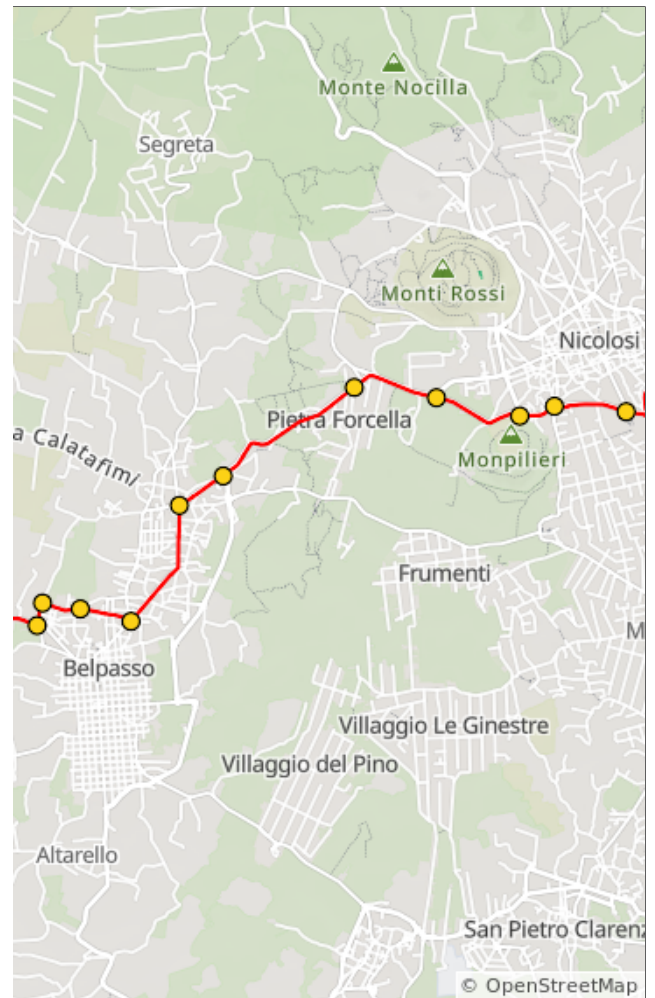 Monte Nocilla
Segreta
Monti Rossi
Nicolosi
Pietra Forcella
a Calatafimi
Monpilieri
Frumenti
M
Belpasso
Villaggio Le Ginestre
Villaggio del Pino
Altarello
San Pietro Clarenz
© OpenStreetMap